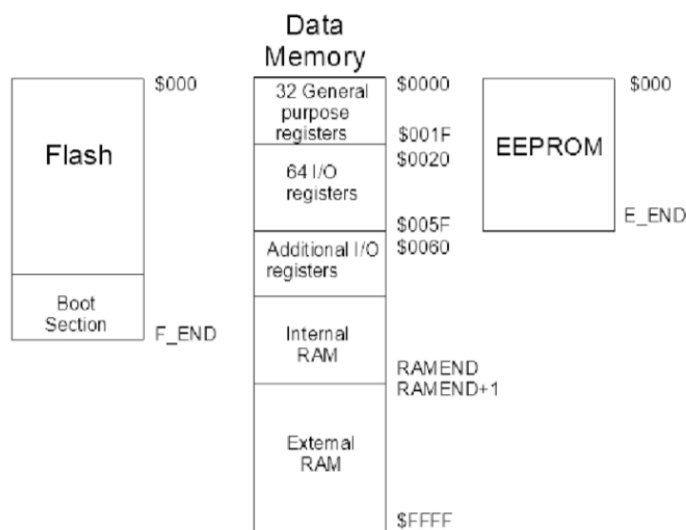 Data
Memory
$000
Flash
Boot
Section
F_END
32 General
purpose
registers
$0000
$001F
64 I/O
registers
$0020
$005F
Additional I/O
registers
$0060
Internal
RAM
RAMEND
RAMEND+1
External
RAM
$FFFF
$000
EEPROM
E_END